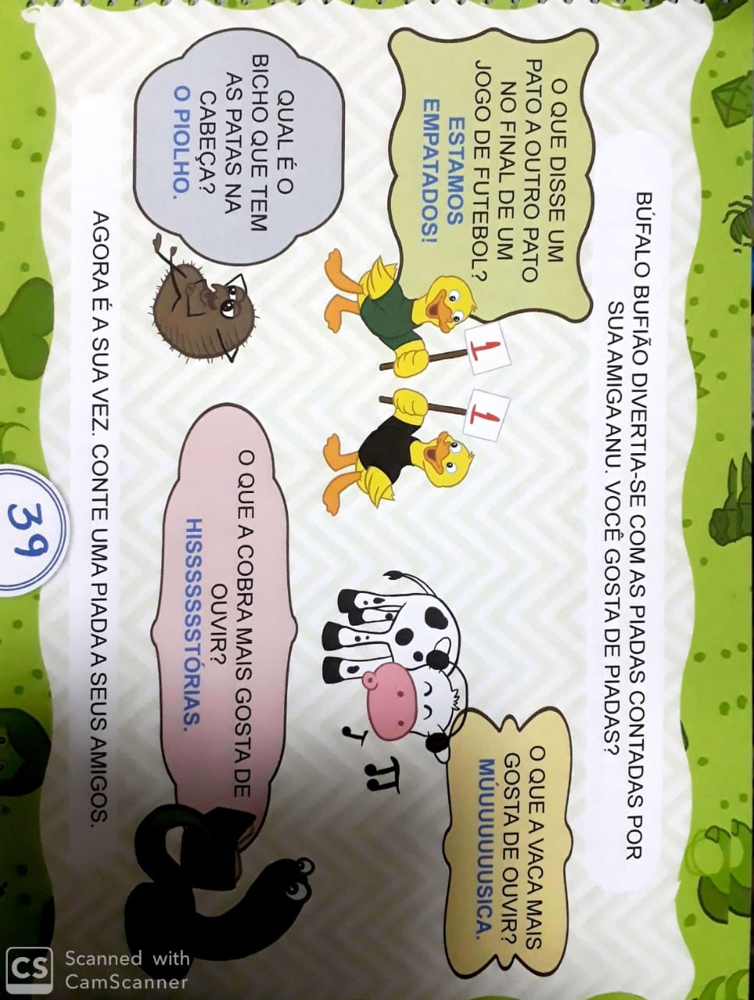 BÚFALO BUFIÃO DIVERTIA-SE COM AS PIADAS CONTADAS POR
SUA AMIGA ANU. VOCÊ GOSTA DE PIADAS?
O QUE DISSE UM
PATO A OUTRO PATO
NO FINAL DE UM
JOGO DE FUTEBOL?
ESTAMOS
EMPATADOS!
1
1
O QUE A VACA MAIS
GOSTA DE OUVIR?
MÚUUUUUUUSICA.
QUAL É O
BICHO QUE TEM
AS PATAS NA
CABEÇA?
O PIOLHO.
O QUE A COBRA MAIS GOSTA DE
OUVIR?
HISSSSSSSTÓRIAS.
AGORA É A SUA VEZ. CONTE UMA PIADA A SEUS AMIGOS.
39
CS Scanned with
CamScanner